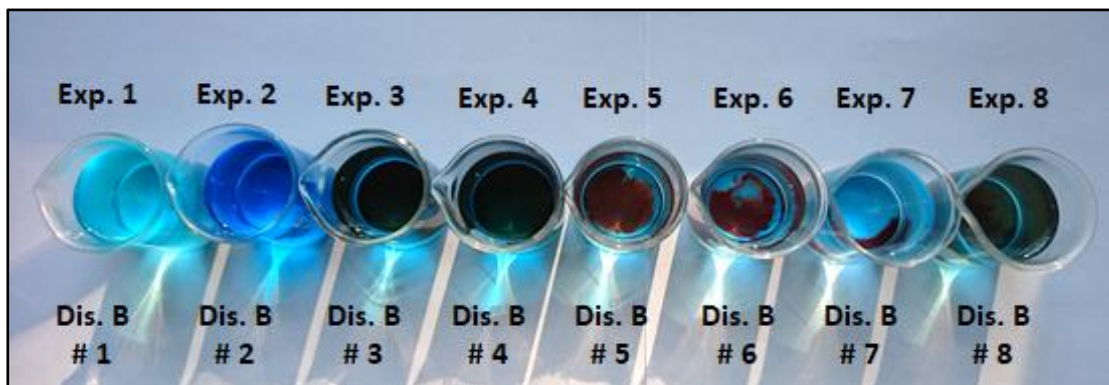 Exp. 1 Exp. 2 Exp. 3 Exp. 4 Exp. 5 Exp. 6 Exp. 7 Exp. 8
Dis. B Dis. B Dis. B Dis. B Dis. B Dis. B Dis. B Dis. B
# 1 # 2 # 3 # 4 # 5 # 6 # 7 # 8